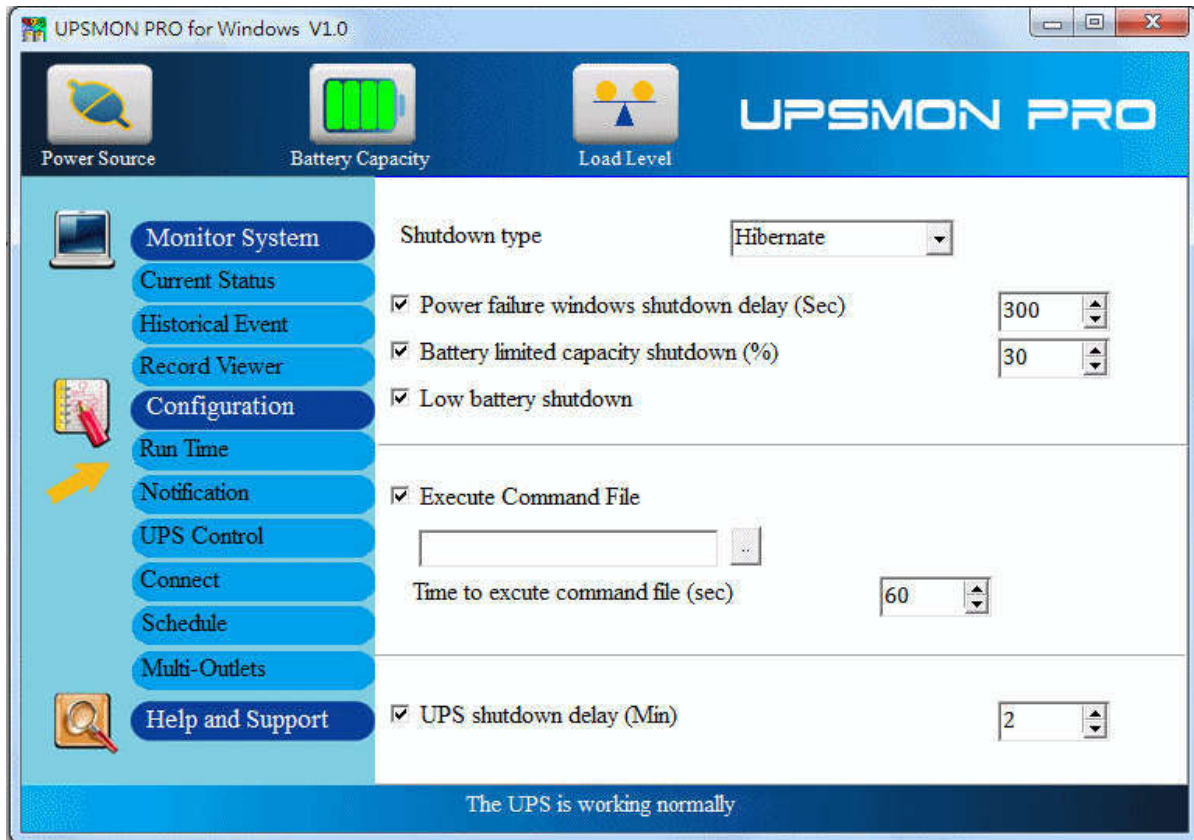 UPSMON PRO for Windows V1.0
UPSMON PRO
Power Source
Battery Capacity
Load Level
Monitor System
Current Status
Historical Event
Record Viewer
Configuration
Run Time
Notification
UPS Control
Connect
Schedule
Multi-Outlets
Help and Support
Shutdown type
Hibernate
Power failure windows shutdown delay (Sec)
300
Battery limited capacity shutdown (%)
30
Low battery shutdown
Execute Command File
..
Time to excute command file (sec)
60
UPS shutdown delay (Min)
2
The UPS is working normally